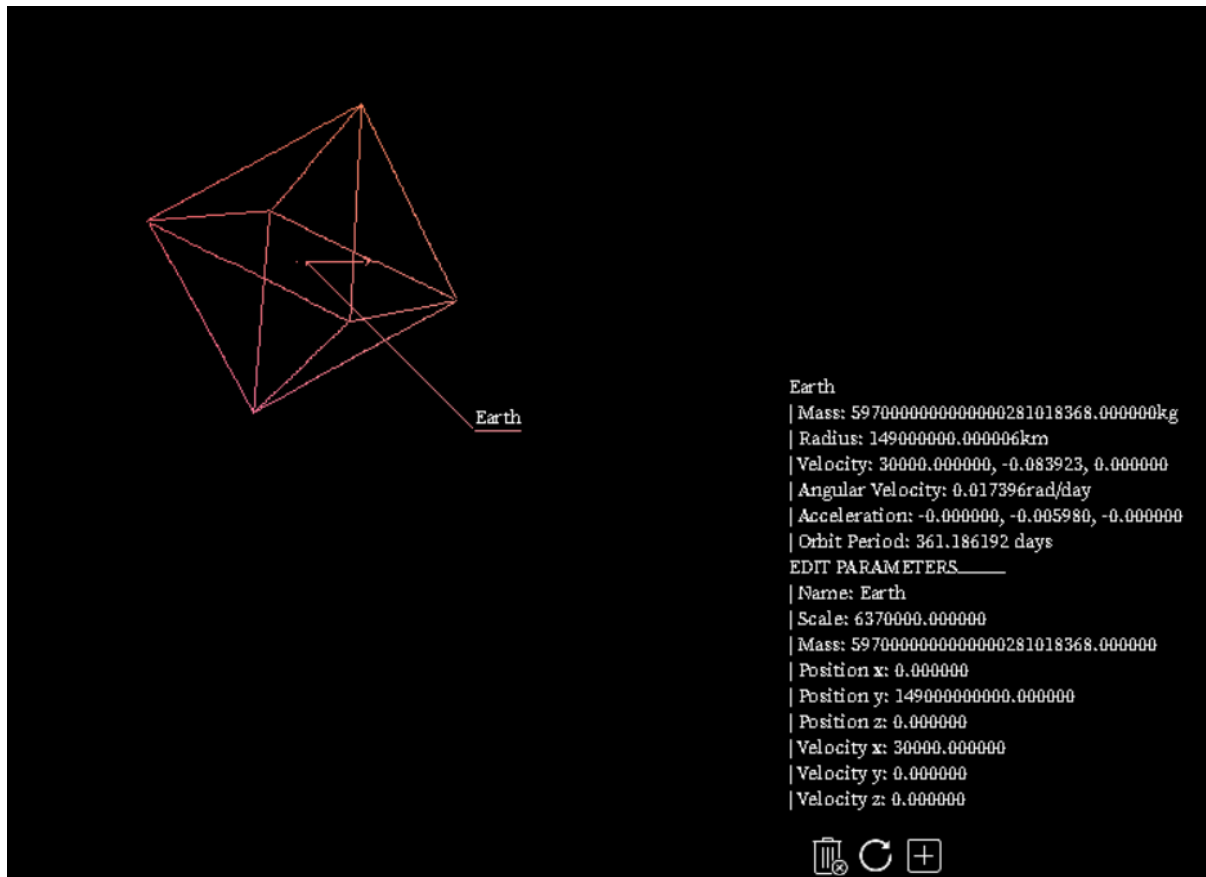 Earth
Earth
| Mass: 5970000000000000281018368.000000kg
| Radius: 149000000.000006km
| Velocity: 30000.000000, -0.083923, 0.000000
| Angular Velocity: 0.017396rad/day
| Acceleration: -0.000000, -0.005980, -0.000000
| Orbit Period: 361.186192 days
EDIT PARAMETERS_____
| Name: Earth
| Scale: 6370000.000000
| Mass: 5970000000000000281018368.000000
| Position x: 0.000000
| Position y: 149000000000.000000
| Position z: 0.000000
| Velocity x: 30000.000000
| Velocity y: 0.000000
| Velocity z: 0.000000